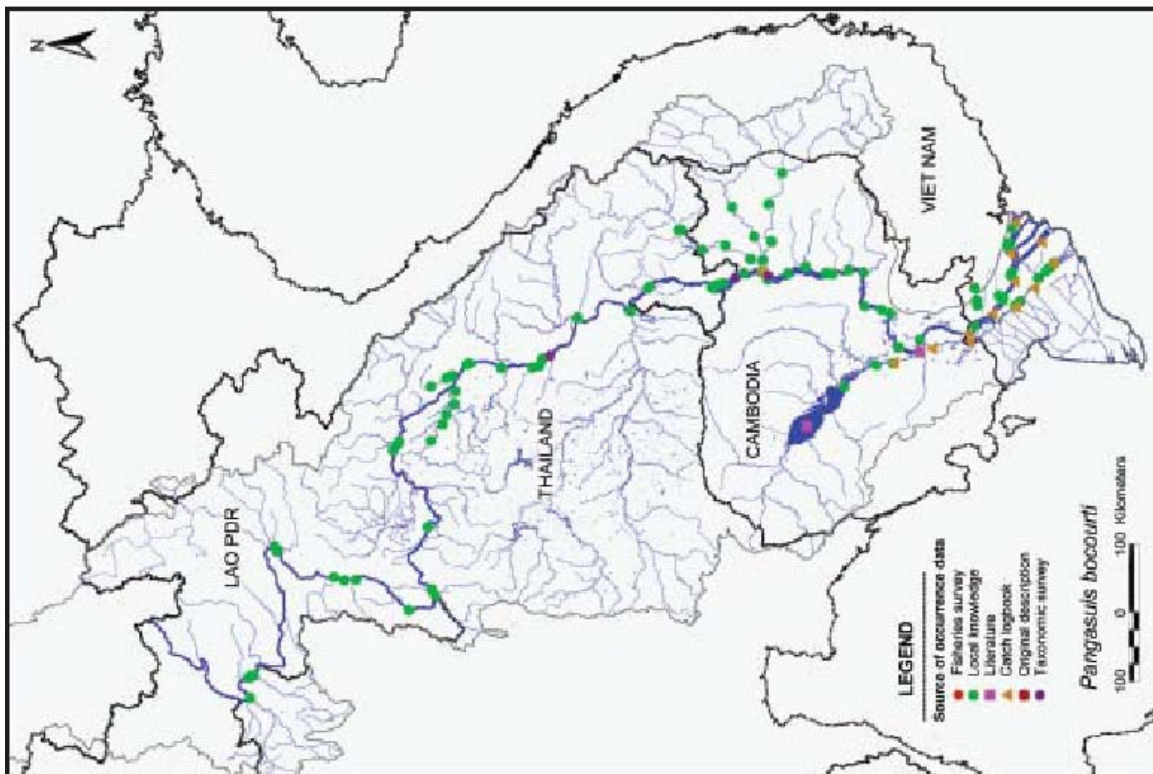 N
LAO PDR
THAILAND
CAMBODIA
VIET NAM
LEGEND
Source of occurrence data
Fisheries survey
Local knowledge
Literature
Catch logbook
Original description
Taxonomic survey
Pangasuis bocourti
100 0 100 Kilometers